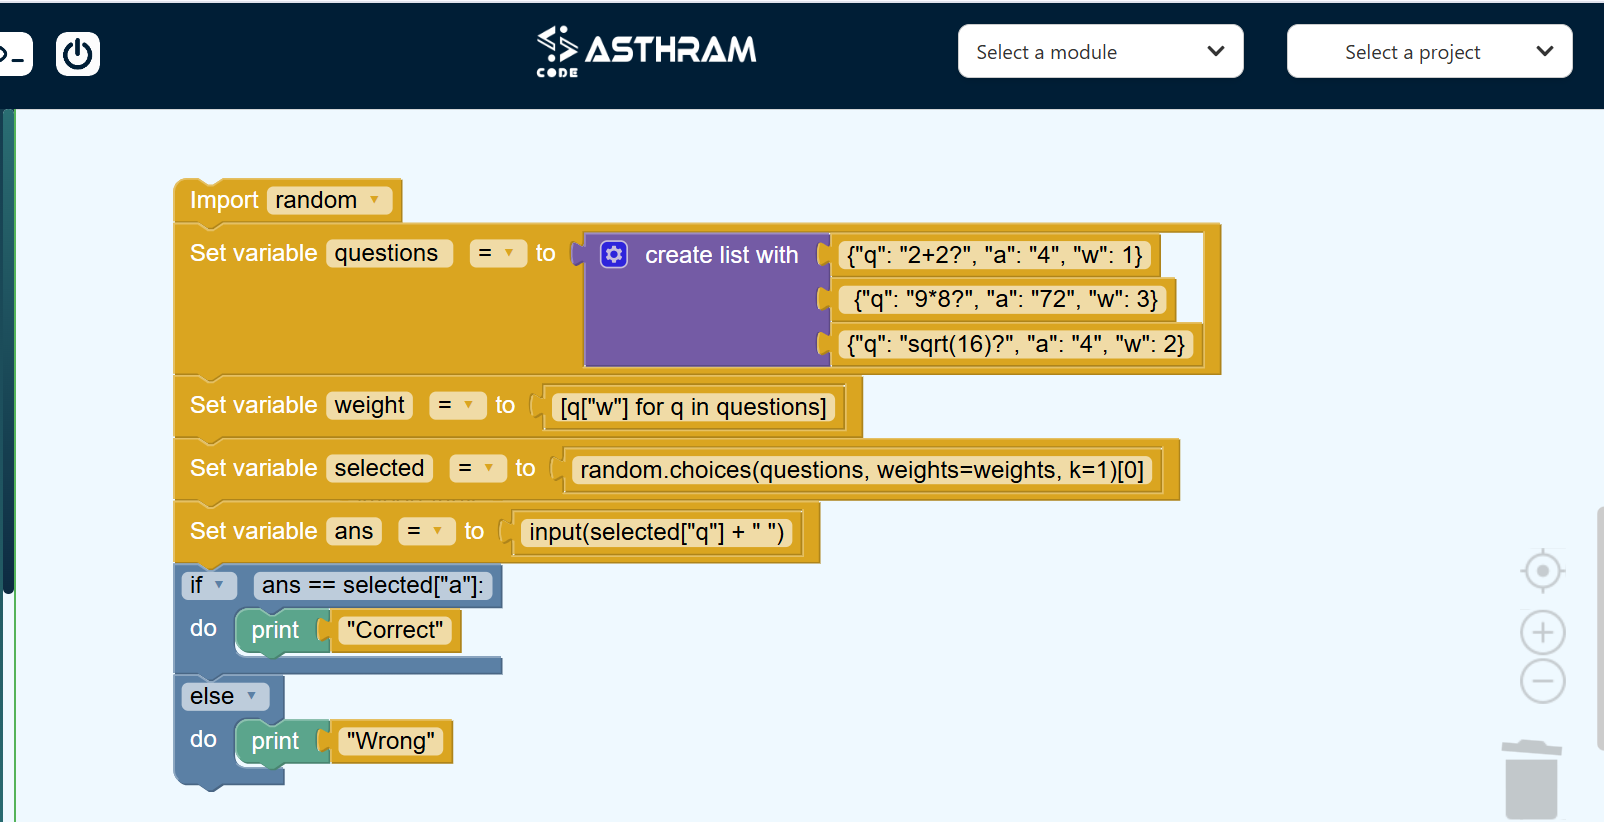 CODE ASTHRAM
Select a module
Select a project
Import random
Set variable questions = to create list with {"q": "2+2?", "a": "4", "w": 1}
{"q": "9*8?", "a": "72", "w": 3}
{"q": "sqrt(16)?", "a": "4", "w": 2}
Set variable weight = to [q["w"] for q in questions]
Set variable selected = to random.choices(questions, weights=weights, k=1)[0]
Set variable ans = to input(selected["q"] + " ")
if ans == selected["a"]:
do print "Correct"
else
do print "Wrong"